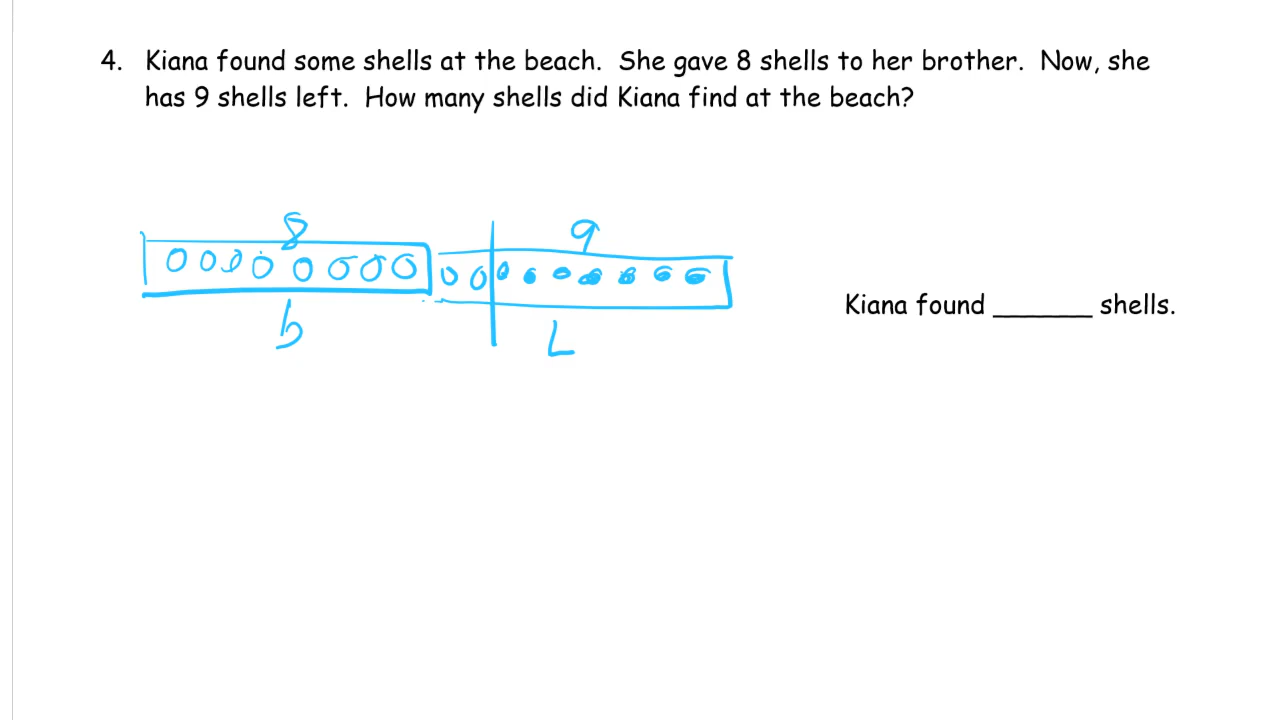 4. Kiana found some shells at the beach. She gave 8 shells to her brother. Now, she
has 9 shells left. How many shells did Kiana find at the beach?
8 9
b L
Kiana found _______ shells.